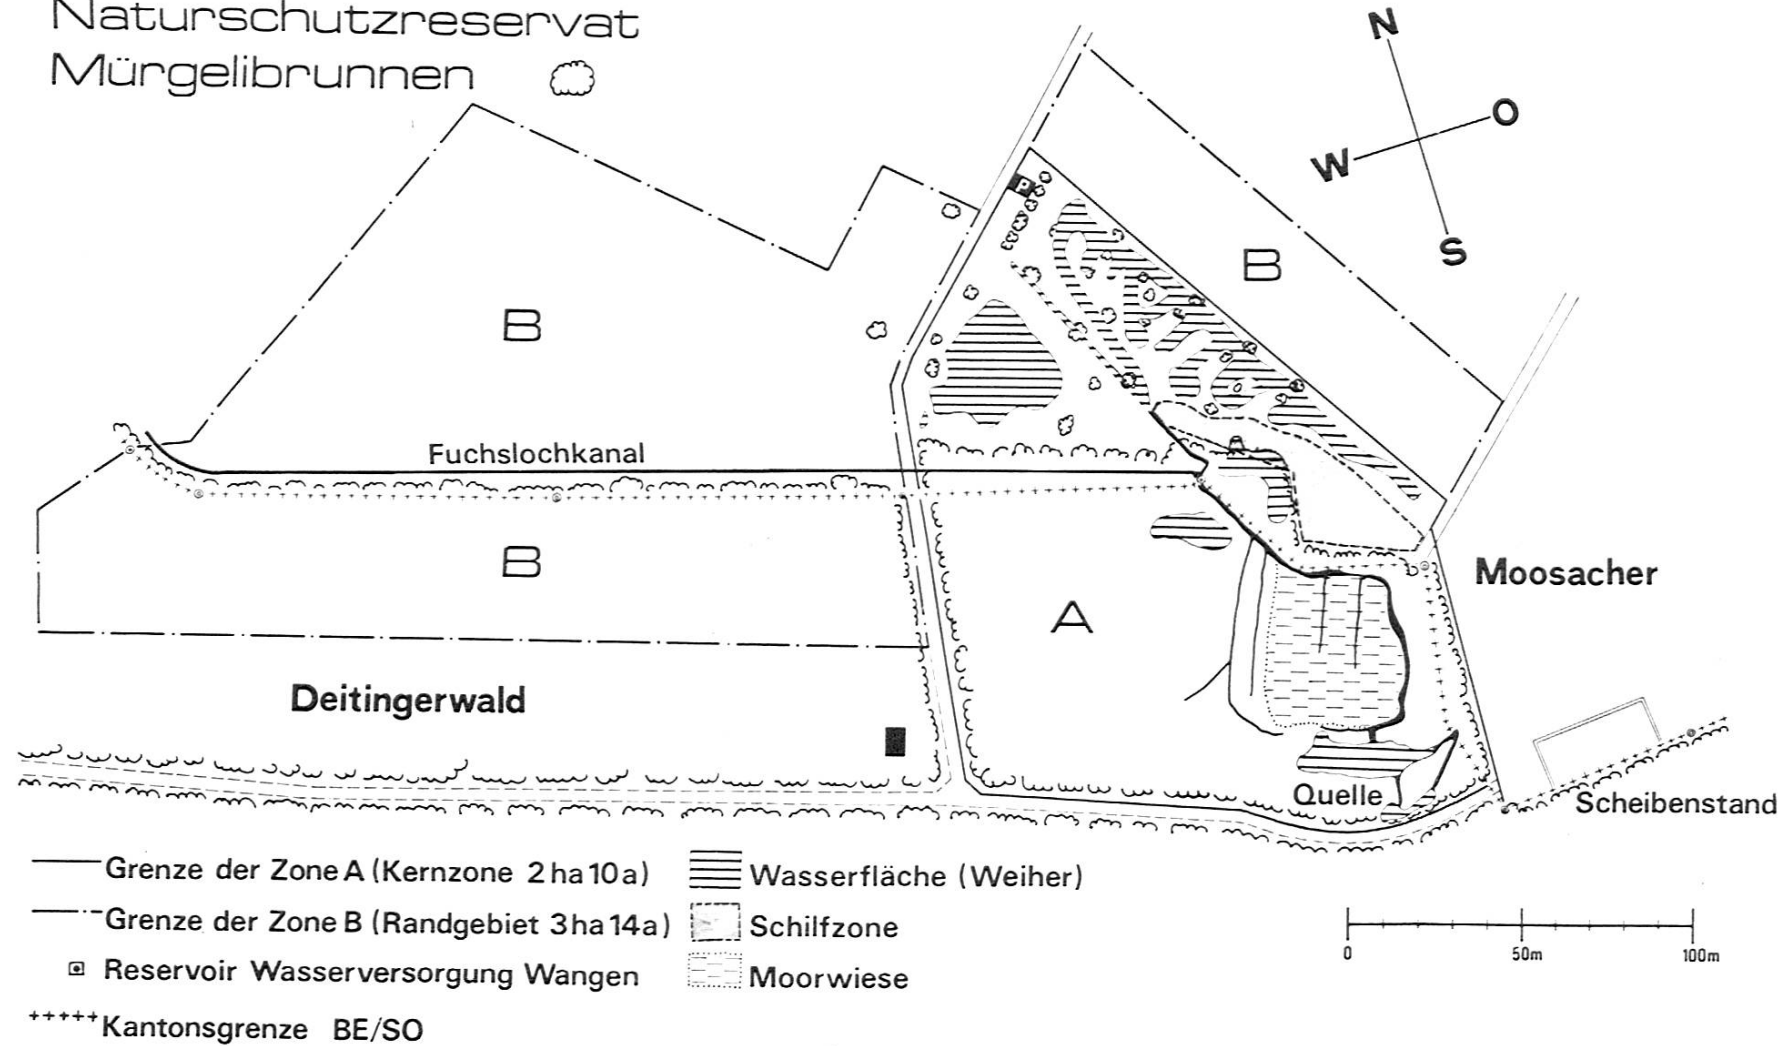 Naturschutzreservat
Mürgelibrunnen
N
O
W
S
P
B
B
Fuchslochkanal
B
A
Moosacher
Deitingerwald
Quelle
Scheibenstand
Grenze der Zone A (Kernzone 2 ha 10 a)
Grenze der Zone B (Randgebiet 3 ha 14 a)
Reservoir Wasserversorgung Wangen
Kantonsgrenze BE/SO
Wasserfläche (Weiher)
Schilfzone
Moorwiese
0 50m 100m